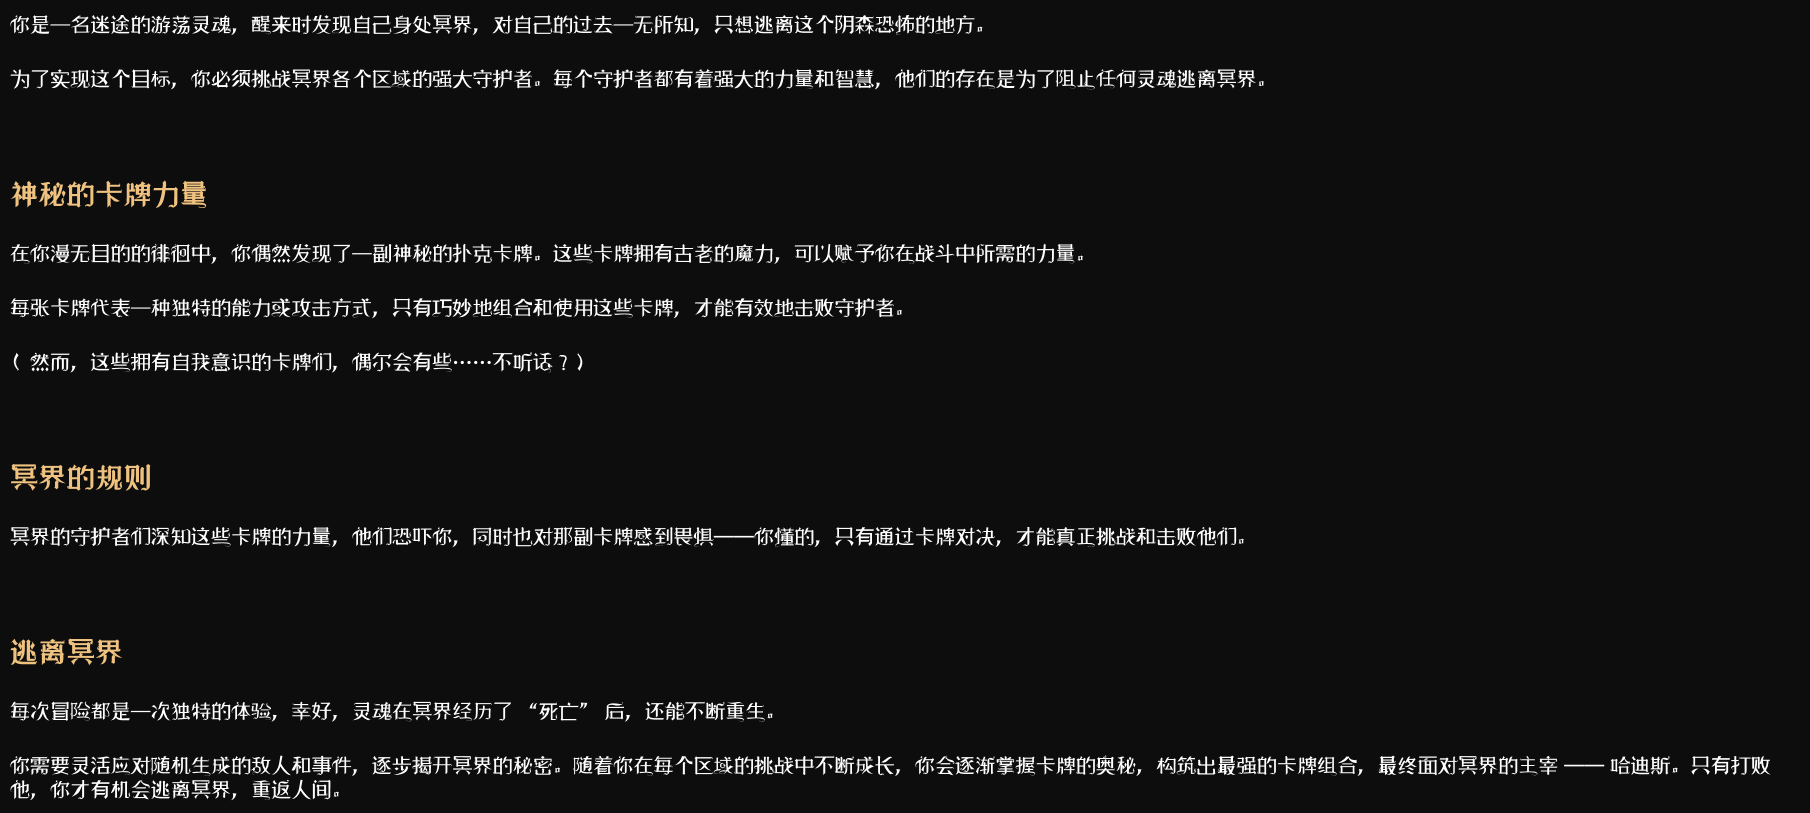 你是一名迷途的游荡灵魂，醒来时发现自己身处冥界，对自己的过去一无所知，只想逃离这个阴森恐怖的地方。
为了实现这个目标，你必须挑战冥界各个区域的强大守护者。每个守护者都有着强大的力量和智慧，他们的存在是为了阻止任何灵魂逃离冥界。
神秘的卡牌力量
在你漫无目的的徘徊中，你偶然发现了一副神秘的扑克卡牌。这些卡牌拥有古老的魔力，可以赋予你在战斗中所需的力量。
每张卡牌代表一种独特的能力或攻击方式，只有巧妙地组合和使用这些卡牌，才能有效地击败守护者。
（然而，这些拥有自我意识的卡牌们，偶尔会有些……不听话？）
冥界的规则
冥界的守护者们深知这些卡牌的力量，他们恐吓你，同时也对那副卡牌感到畏惧——你懂的，只有通过卡牌对决，才能真正挑战和击败他们。
逃离冥界
每次冒险都是一次独特的体验，幸好，灵魂在冥界经历了 “死亡” 后，还能不断重生。
你需要灵活应对随机生成的敌人和事件，逐步揭开冥界的秘密。随着你在每个区域的挑战中不断成长，你会逐渐掌握卡牌的奥秘，构筑出最强的卡牌组合，最终面对冥界的主宰 —— 哈迪斯。只有打败
他，你才有机会逃离冥界，重返人间。